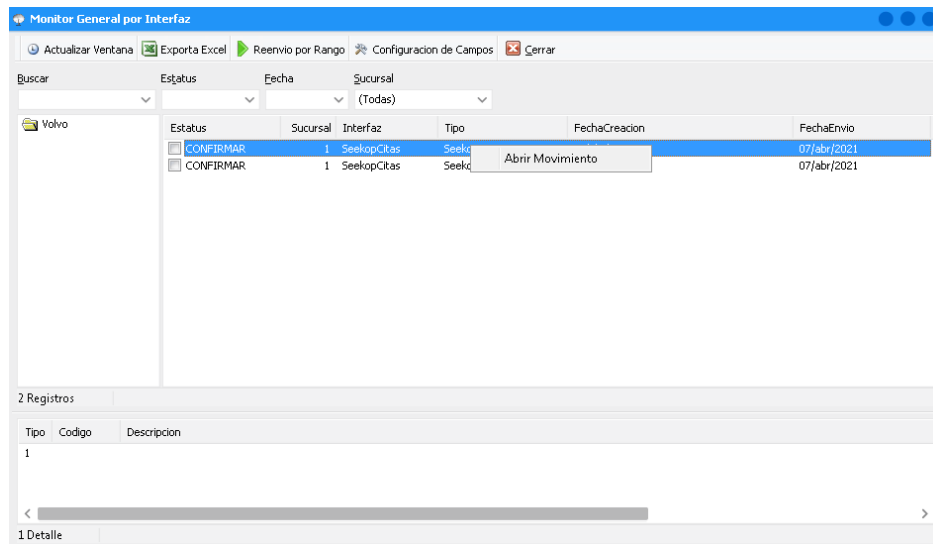 Monitor General por Interfaz
Actualizar Ventana Exporta Excel Reenvio por Rango Configuracion de Campos Cerrar
Buscar Estatus Fecha Sucursal
(Todas)
Volvo
Estatus Sucursal Interfaz Tipo FechaCreacion FechaEnvio
CONFIRMAR 1 SeekopCitas 07/abr/2021
Abrir Movimiento
CONFIRMAR 1 SeekopCitas 07/abr/2021
2 Registros
Tipo Codigo Descripcion
1
1 Detalle